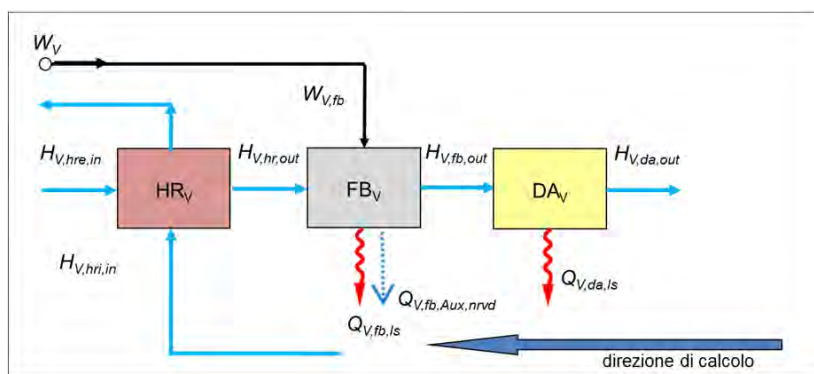 W_V
W_V,fb
H_V,hre,in
H_V,hr,out
H_V,fb,out
H_V,da,out
HR_V
FB_V
DA_V
H_V,hri,in
Q_V,da,ls
Q_V,fb,Aux,nrvd
Q_V,fb,ls
direzione di calcolo